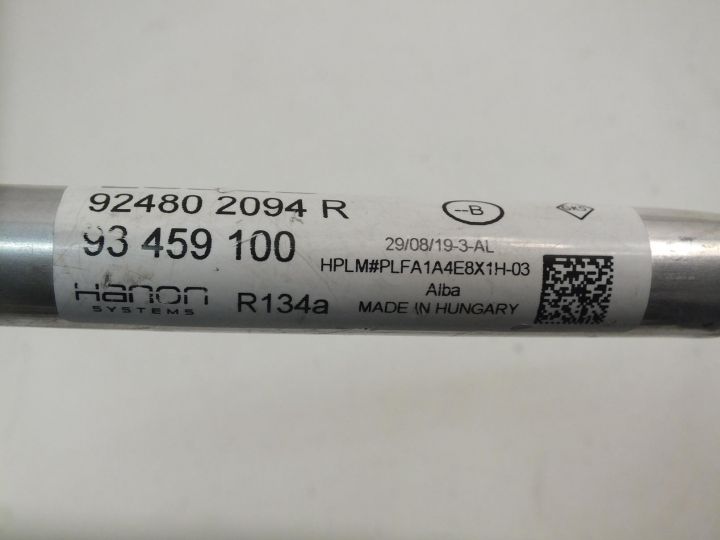 92480 2094 R
--B
93 459 100
29/08/19-3-AL
HPLM#PLFA1A4E8X1H-03
Alba
Hanon
SYSTEMS
R134a
MADE IN HUNGARY